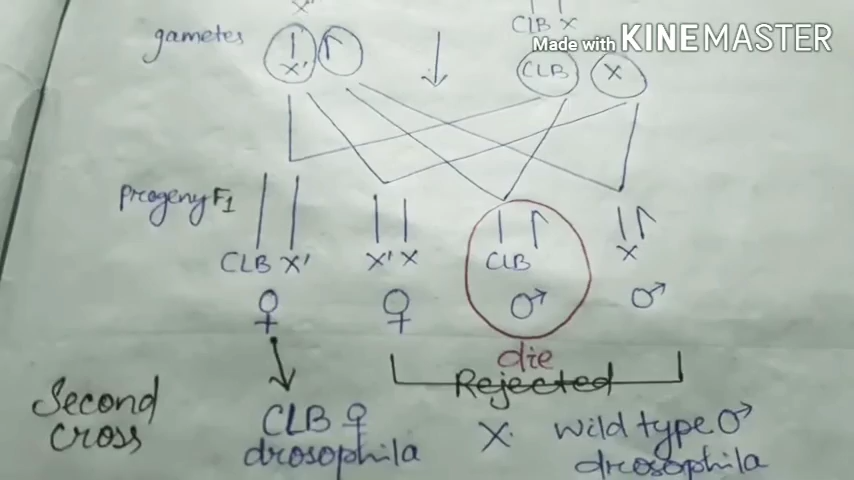 CLB X
Made with KINEMASTER
gametes
X' CLB X
Progeny F1
CLB X' X' X CLB X
♀ ♀ ♂ ♂
die
Rejected
Second cross
CLB ♀ drosophila X wild type ♂ drosophila